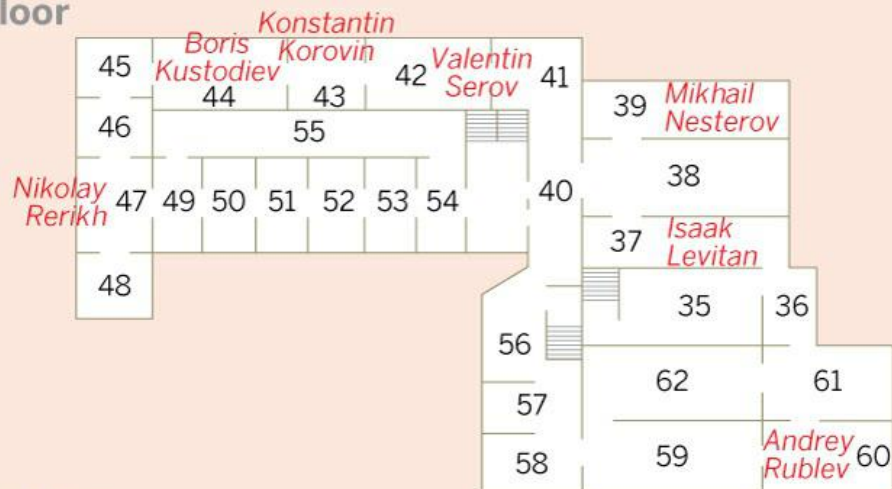 loor
45
Boris
Kustodiev
44
Konstantin
Korovin
43
42
Valentin
Serov
41
39
Mikhail
Nesterov
46
55
38
Nikolay
Rerikh
47
49
50
51
52
53
54
40
37
Isaak
Levitan
48
35
36
56
62
61
57
58
59
Andrey
Rublev
60